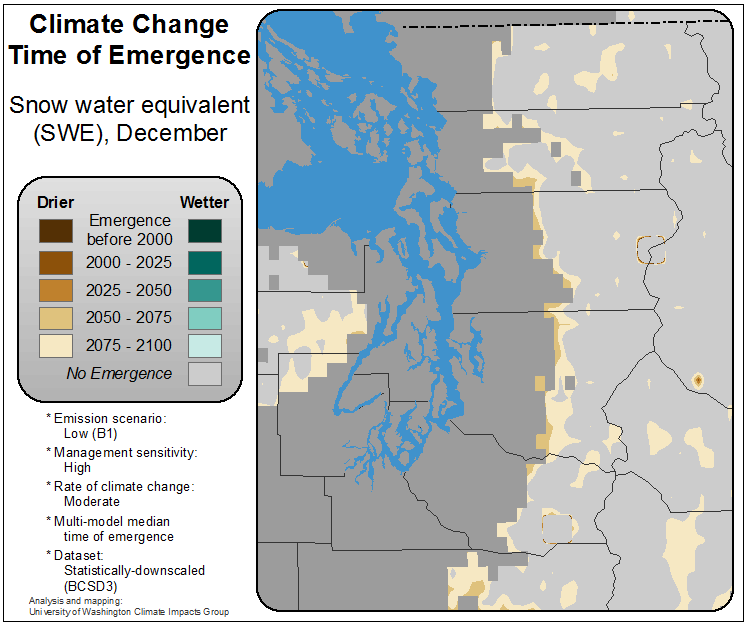 Climate Change
Time of Emergence
Snow water equivalent
(SWE), December
Drier
Wetter
Emergence
before 2000
2000 - 2025
2025 - 2050
2050 - 2075
2075 - 2100
No Emergence
* Emission scenario:
Low (B1)
* Management sensitivity:
High
* Rate of climate change:
Moderate
* Multi-model median
time of emergence
* Dataset:
Statistically-downscaled
(BCSD3)
Analysis and mapping:
University of Washington Climate Impacts Group